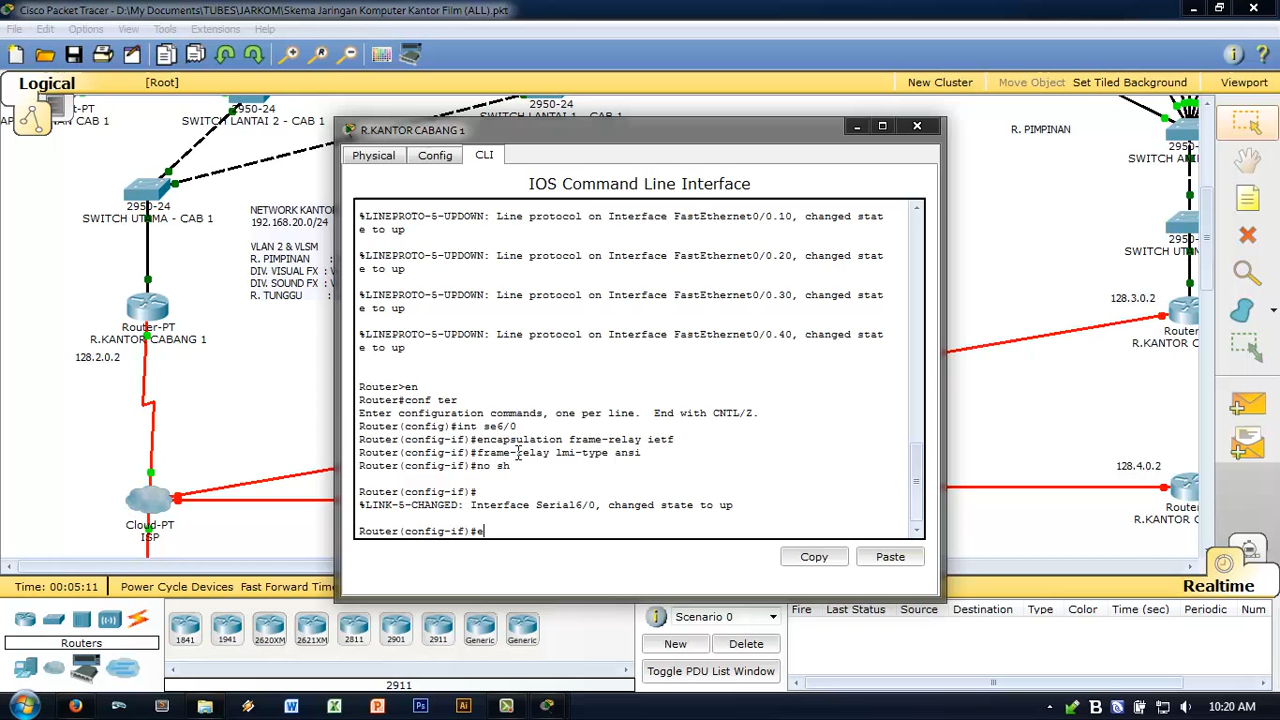 Cisco Packet Tracer - D:\My Documents\TUBES\JARKOM\Skema Jaringan Komputer Kantor Film (ALL).pkt
File Edit Options View Tools Extensions Help
Logical
[Root]
New Cluster
Move Object
Set Tiled Background
Viewport
SWITCH LANTAI 2 - CAB 1
2950-24
2950-24
SWITCH UTAMA - CAB 1
NETWORK KANTO
192.168.20.0/24
VLAN 2 & VLSM
R. PIMPINAN :
DIV. VISUAL FX : V
DIV. SOUND FX : V
R. TUNGGU :
Router-PT
R.KANTOR CABANG 1
128.2.0.2
Cloud-PT
ISP
R. PIMPINAN
128.3.0.2
Router
R.KANTOR C
128.4.0.2
Router
R.KANTOR C
R.KANTOR CABANG 1
Physical
Config
CLI
IOS Command Line Interface
%LINEPROTO-5-UPDOWN: Line protocol on Interface FastEthernet0/0.10, changed stat
e to up
%LINEPROTO-5-UPDOWN: Line protocol on Interface FastEthernet0/0.20, changed stat
e to up
%LINEPROTO-5-UPDOWN: Line protocol on Interface FastEthernet0/0.30, changed stat
e to up
%LINEPROTO-5-UPDOWN: Line protocol on Interface FastEthernet0/0.40, changed stat
e to up
Router>en
Router#conf ter
Enter configuration commands, one per line. End with CNTL/Z.
Router(config)#int se6/0
Router(config-if)#encapsulation frame-relay ietf
Router(config-if)#frame-relay lmi-type ansi
Router(config-if)#no sh
Router(config-if)#
%LINK-5-CHANGED: Interface Serial6/0, changed state to up
Router(config-if)#e
Copy
Paste
Time: 00:05:11
Power Cycle Devices
Fast Forward Time
Realtime
Routers
1841
1941
2620XM
2621XM
2811
2901
2911
Generic
Generic
2911
Scenario 0
New
Delete
Toggle PDU List Window
Fire
Last Status
Source
Destination
Type
Color
Time (sec)
Periodic
Num
10:20 AM